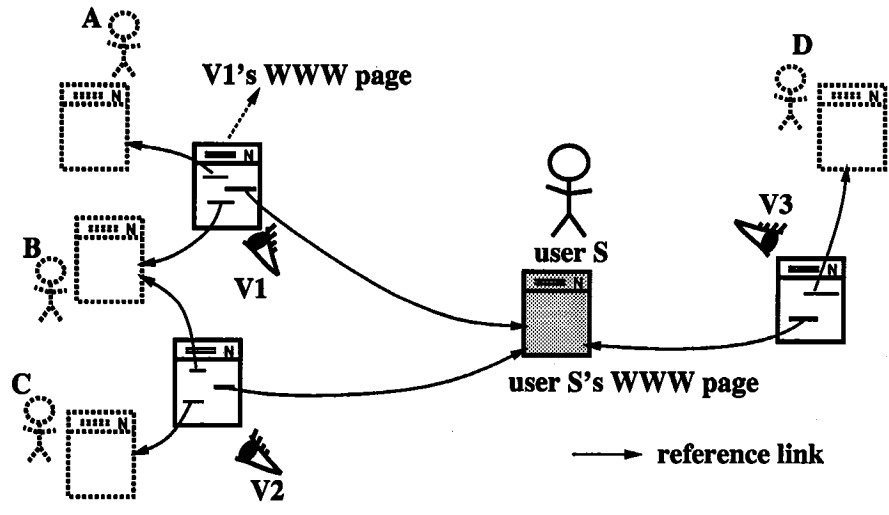 A
N
V1's WWW page
N
D
N
B
N
V1
user S
N
V3
N
user S's WWW page
C
N
N
V2
reference link